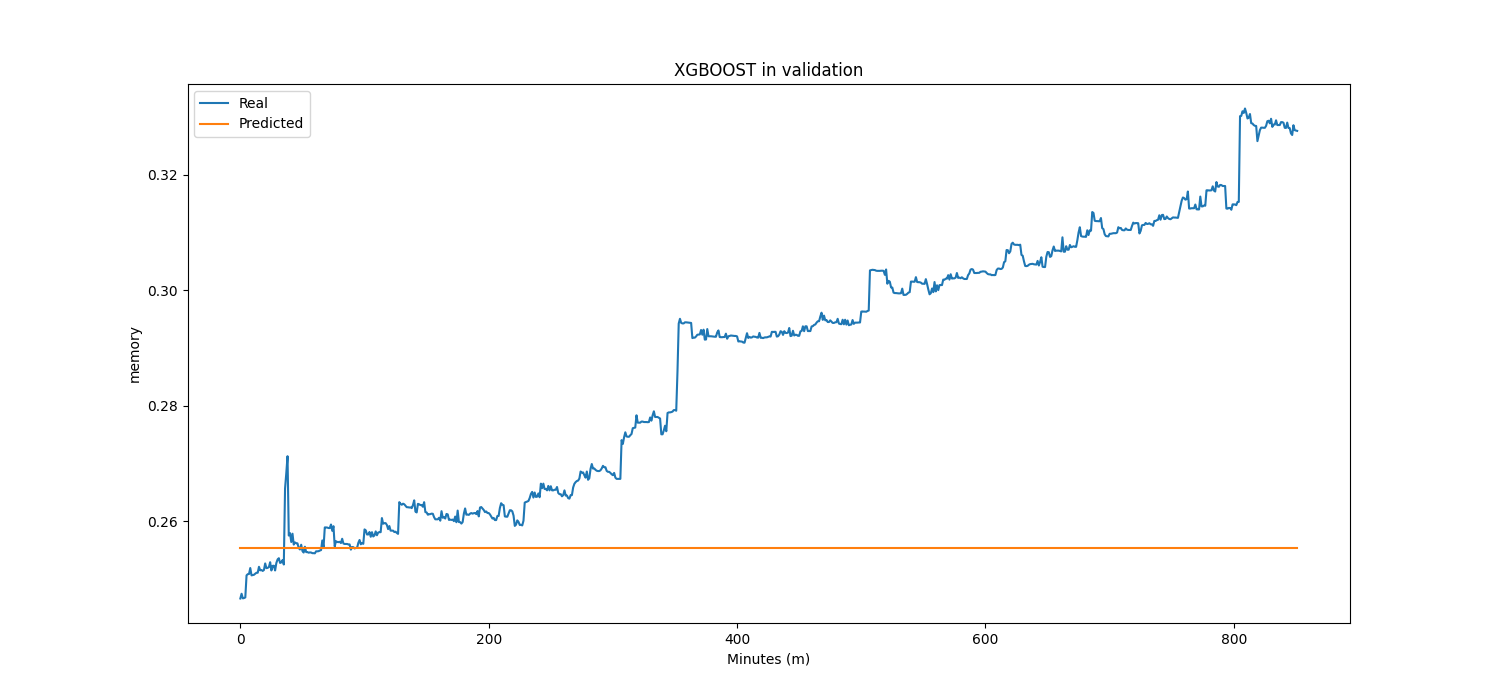 XGBOOST in validation
Real
Predicted
memory
0.32
0.30
0.28
0.26
0 200 400 600 800
Minutes (m)